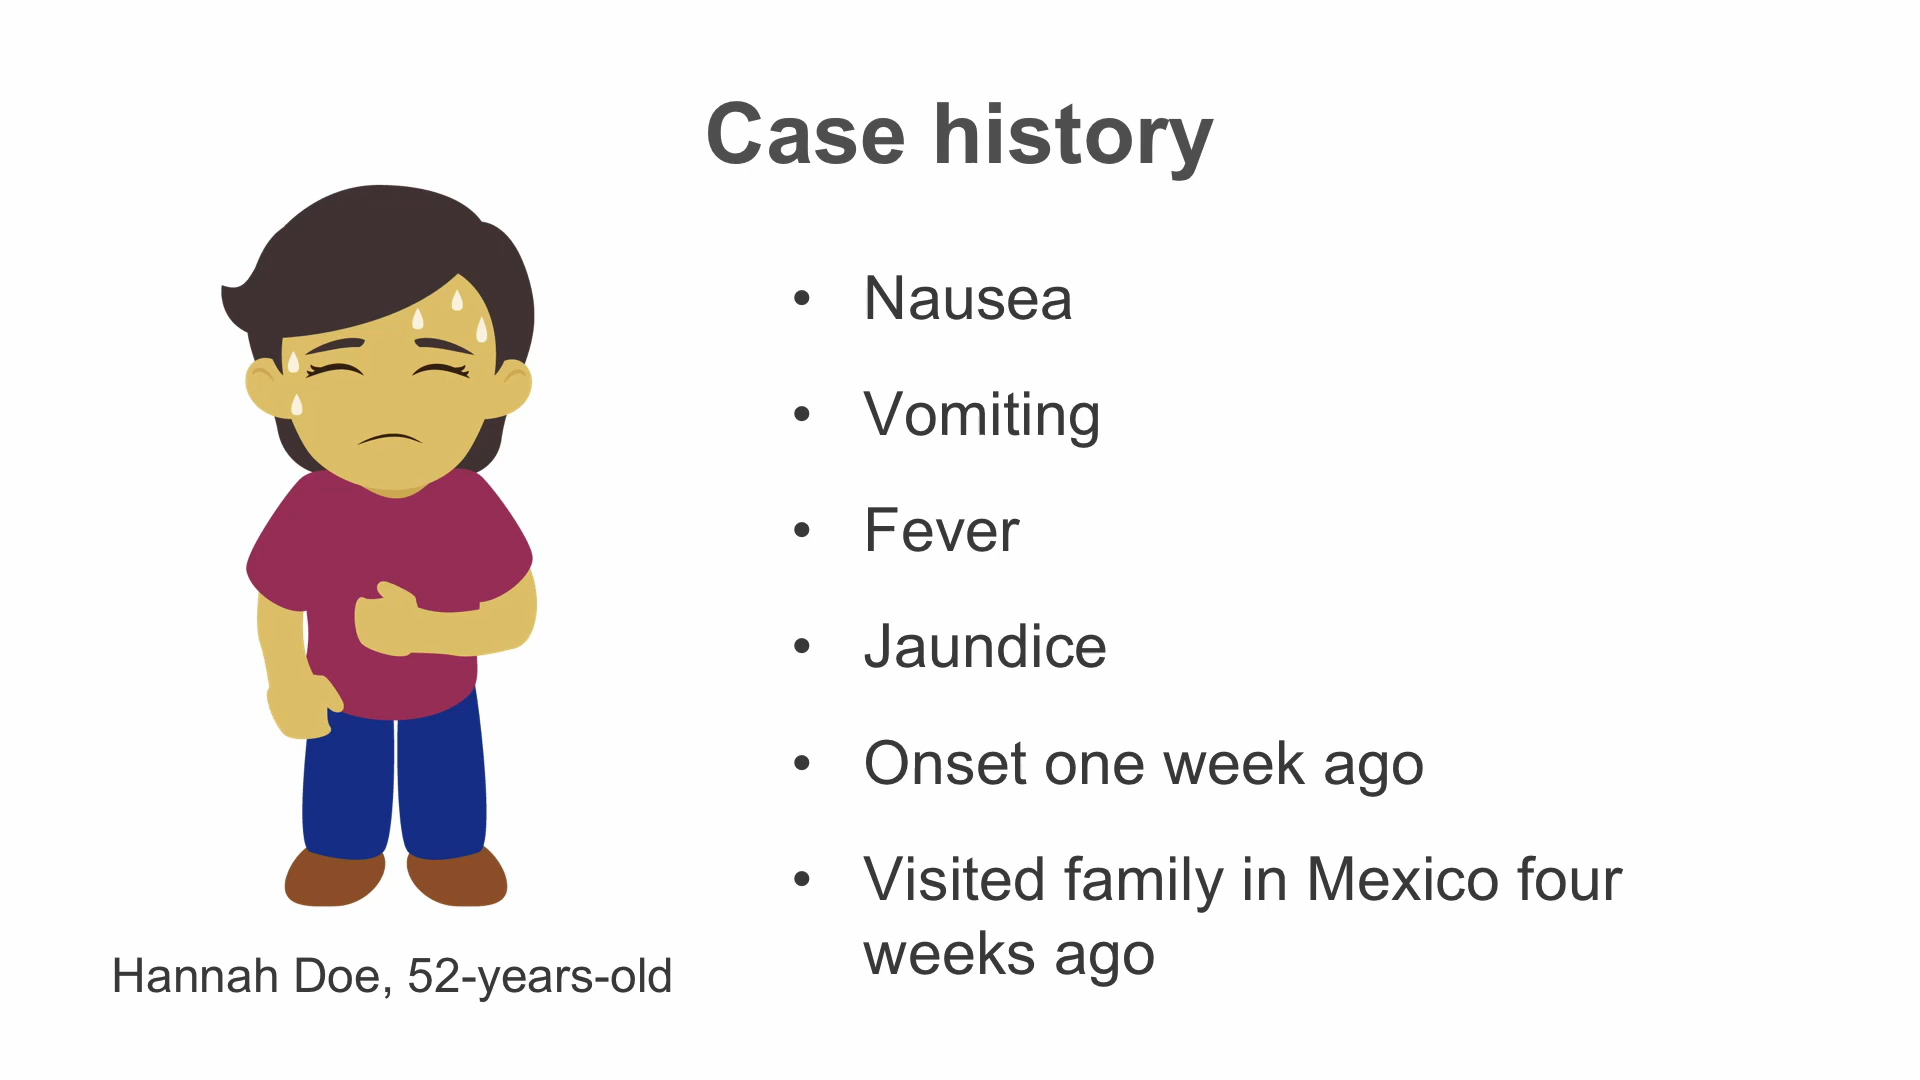 Case history
• Nausea
• Vomiting
• Fever
• Jaundice
• Onset one week ago
• Visited family in Mexico four
weeks ago
Hannah Doe, 52-years-old